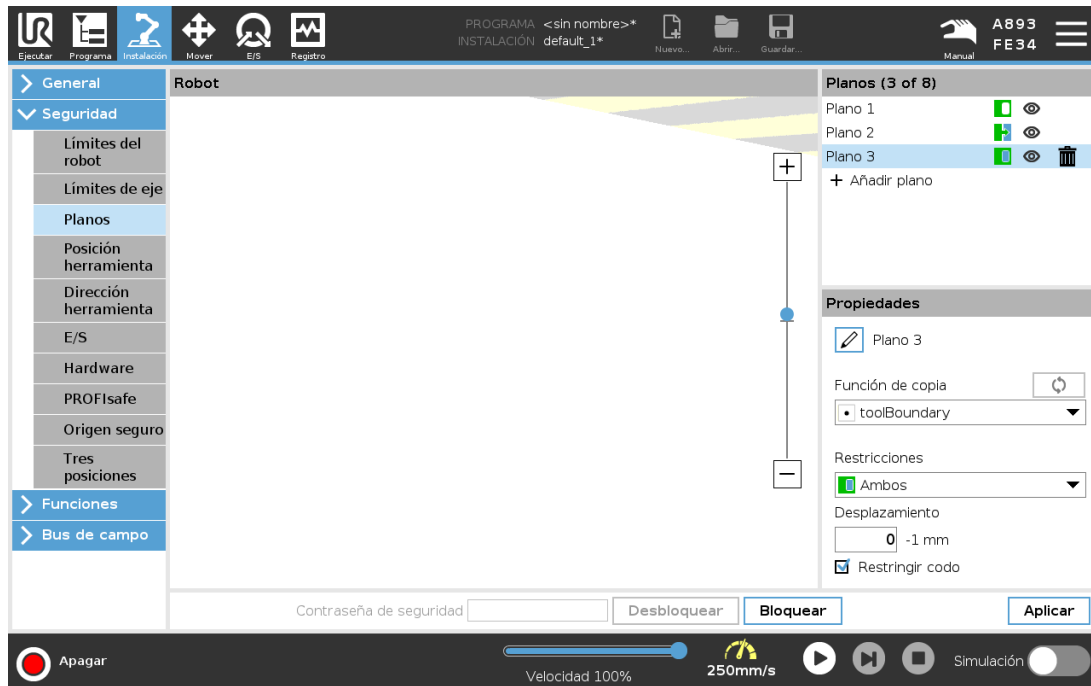 PROGRAMA <sin nombre>*
INSTALACIÓN default_1*
Ejecutar Programa Instalación Mover E/S Registro Nuevo... Abrir... Guardar... Manual
A893
FE34
General
Seguridad
Límites del
robot
Límites de eje
Planos
Posición
herramienta
Dirección
herramienta
E/S
Hardware
PROFIsafe
Origen seguro
Tres
posiciones
Funciones
Bus de campo
Robot
Planos (3 of 8)
Plano 1
Plano 2
Plano 3
+ Añadir plano
Propiedades
Plano 3
Función de copia
toolBoundary
Restricciones
Ambos
Desplazamiento
0 -1 mm
Restringir codo
Contraseña de seguridad Desbloquear Bloquear Aplicar
Apagar
Velocidad 100%
250mm/s
Simulación